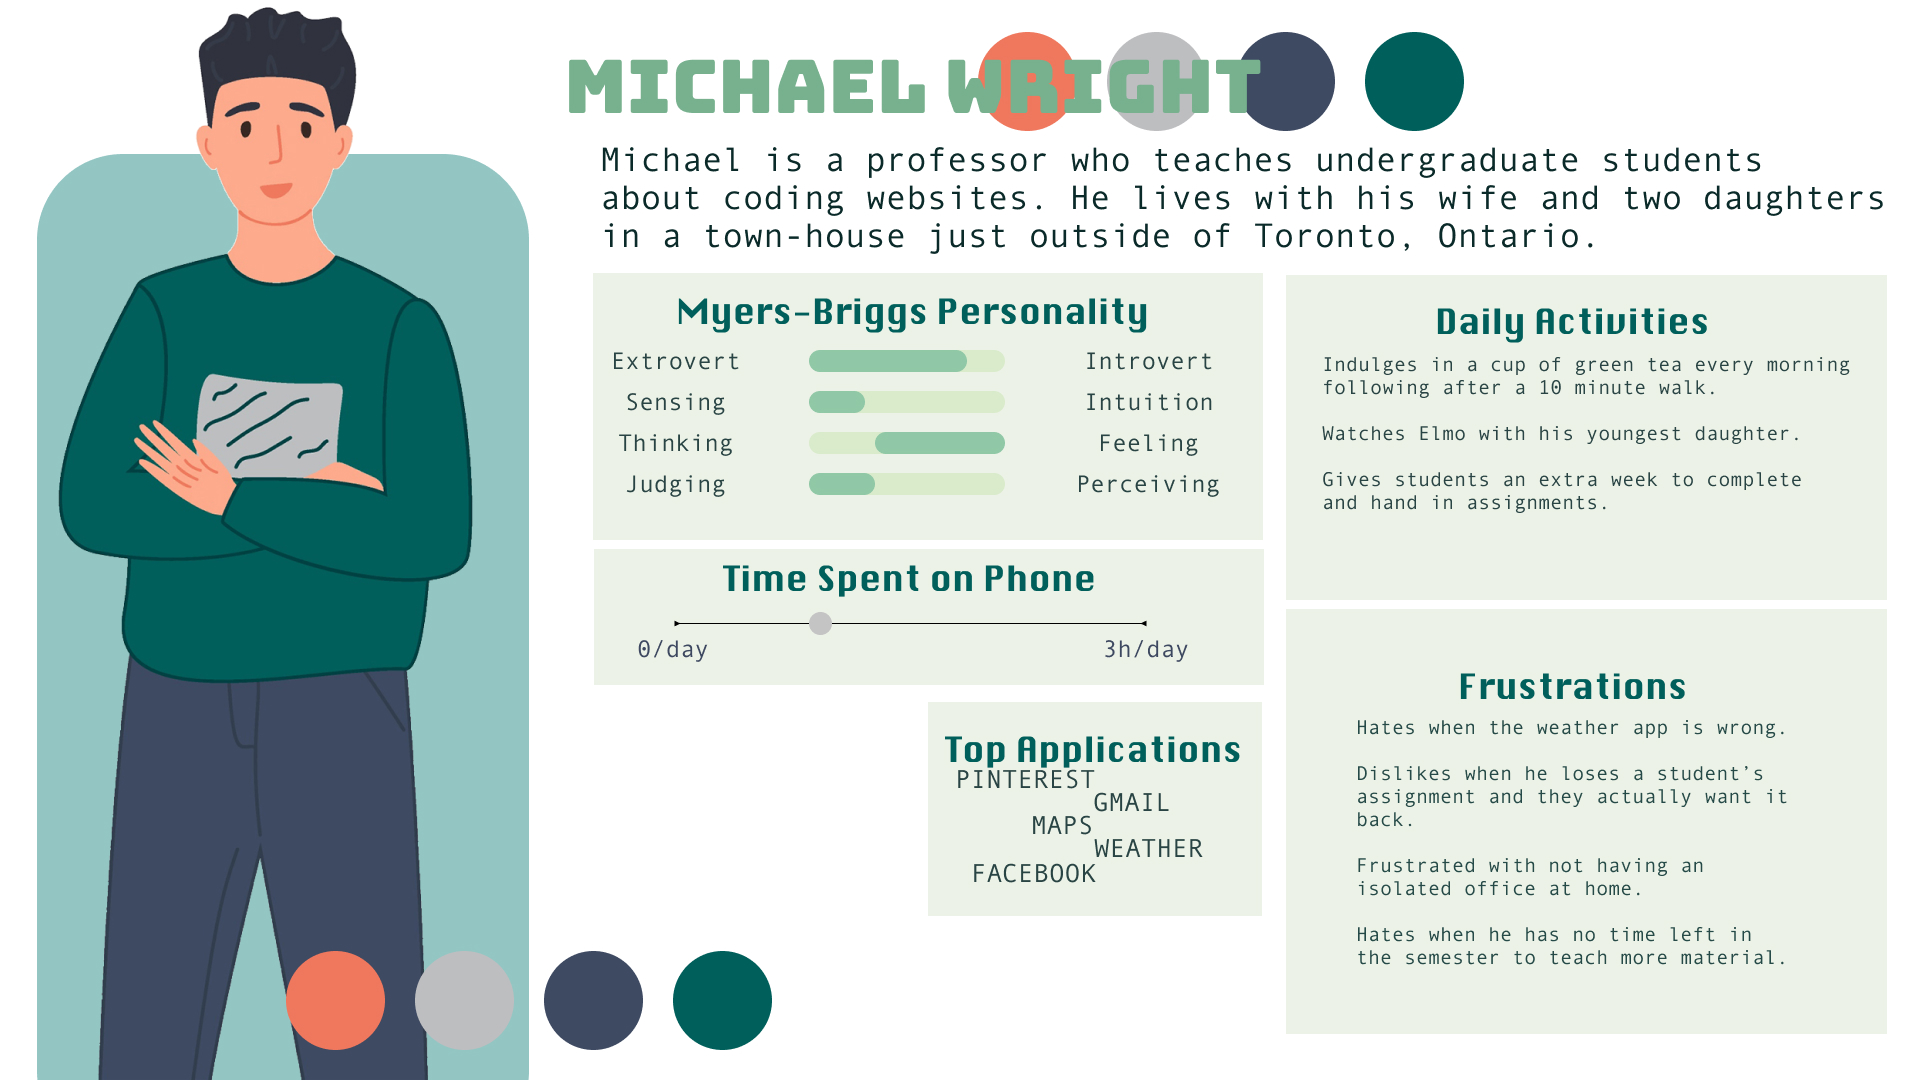 MICHAEL WRIGHT
Michael is a professor who teaches undergraduate students
about coding websites. He lives with his wife and two daughters
in a town-house just outside of Toronto, Ontario.
Myers-Briggs Personality
Extrovert Introvert
Sensing Intuition
Thinking Feeling
Judging Perceiving
Time Spent on Phone
0/day 3h/day
Top Applications
PINTEREST
GMAIL
MAPS
WEATHER
FACEBOOK
Daily Activities
Indulges in a cup of green tea every morning
following after a 10 minute walk.
Watches Elmo with his youngest daughter.
Gives students an extra week to complete
and hand in assignments.
Frustrations
Hates when the weather app is wrong.
Dislikes when he loses a student’s
assignment and they actually want it
back.
Frustrated with not having an
isolated office at home.
Hates when he has no time left in
the semester to teach more material.